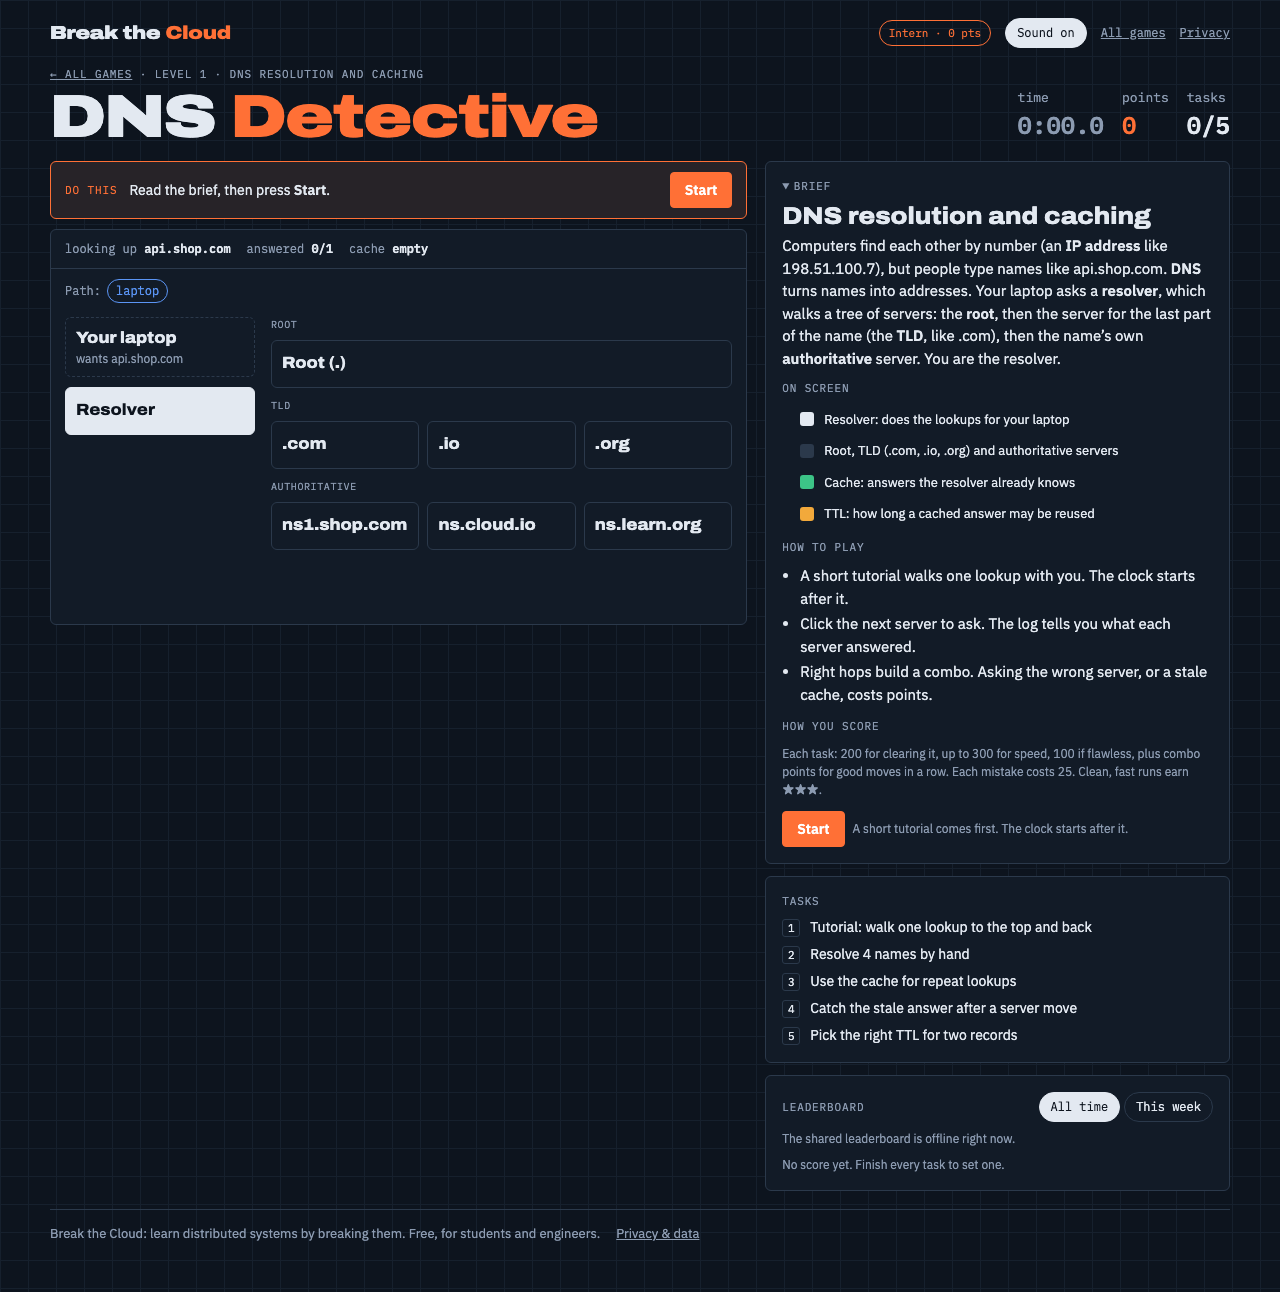 Break the Cloud
Intern · 0 pts
Sound on
All games
Privacy
← ALL GAMES · LEVEL 1 · DNS RESOLUTION AND CACHING
DNS Detective
time
0:00.0
points
0
tasks
0/5
DO THIS Read the brief, then press Start.
Start
looking up api.shop.com answered 0/1 cache empty
Path: laptop
Your laptop
wants api.shop.com
Resolver
ROOT
Root (.)
TLD
.com
.io
.org
AUTHORITATIVE
ns1.shop.com
ns.cloud.io
ns.learn.org
▼ BRIEF
DNS resolution and caching
Computers find each other by number (an IP address like
198.51.100.7), but people type names like api.shop.com. DNS
turns names into addresses. Your laptop asks a resolver, which
walks a tree of servers: the root, then the server for the last part
of the name (the TLD, like .com), then the name’s own
authoritative server. You are the resolver.
ON SCREEN
Resolver: does the lookups for your laptop
Root, TLD (.com, .io, .org) and authoritative servers
Cache: answers the resolver already knows
TTL: how long a cached answer may be reused
HOW TO PLAY
• A short tutorial walks one lookup with you. The clock starts
after it.
• Click the next server to ask. The log tells you what each
server answered.
• Right hops build a combo. Asking the wrong server, or a stale
cache, costs points.
HOW YOU SCORE
Each task: 200 for clearing it, up to 300 for speed, 100 if flawless, plus combo
points for good moves in a row. Each mistake costs 25. Clean, fast runs earn
★★★.
Start
A short tutorial comes first. The clock starts after it.
TASKS
1 Tutorial: walk one lookup to the top and back
2 Resolve 4 names by hand
3 Use the cache for repeat lookups
4 Catch the stale answer after a server move
5 Pick the right TTL for two records
LEADERBOARD
All time
This week
The shared leaderboard is offline right now.
No score yet. Finish every task to set one.
Break the Cloud: learn distributed systems by breaking them. Free, for students and engineers.
Privacy & data